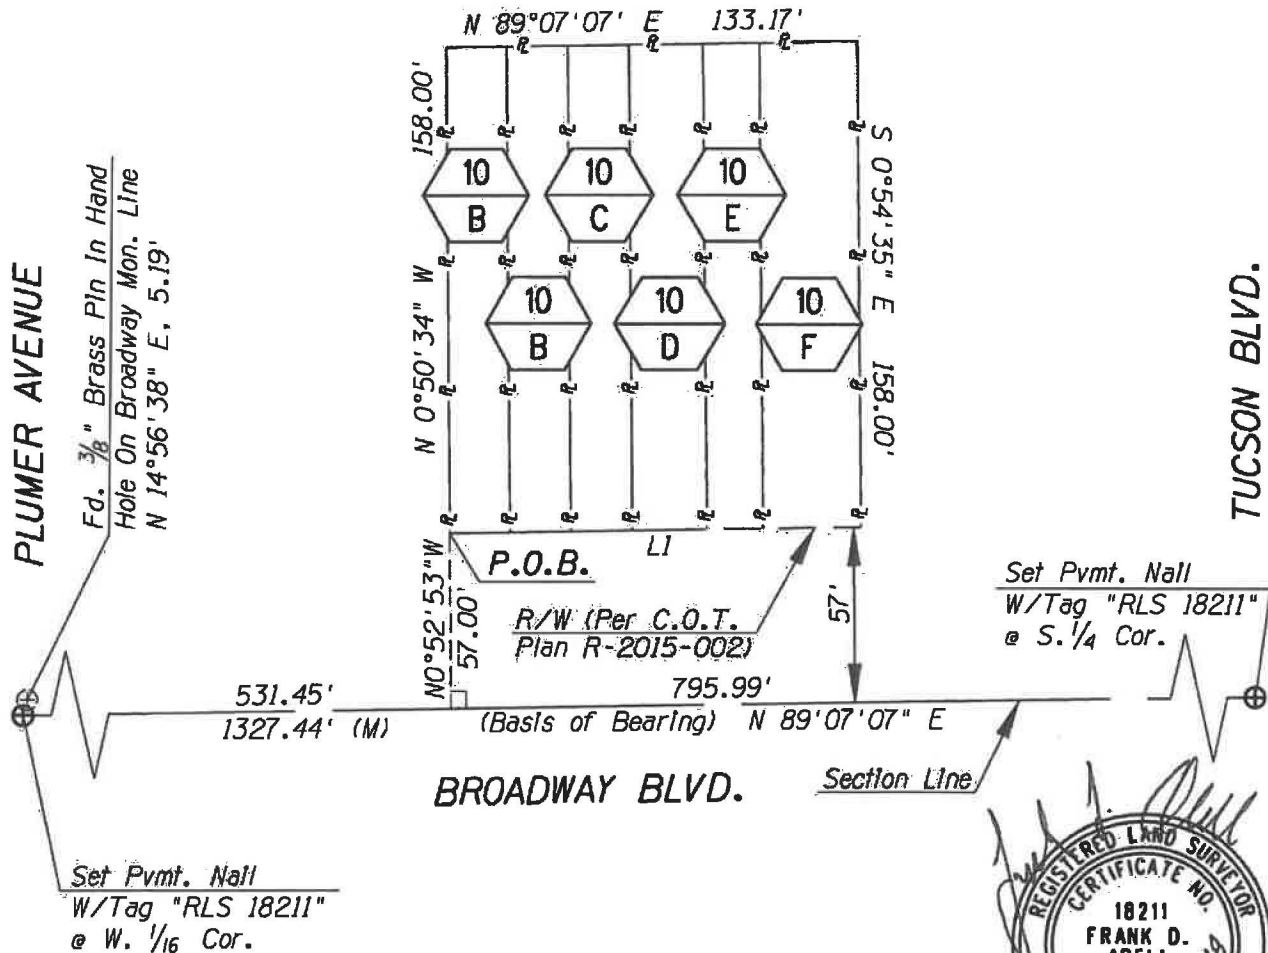 N 89°07'07' E 133.17'
158.00'
N 0°50'34" W
S 0°54'35" E 158.00'
10
B
10
C
10
E
10
B
10
D
10
F
PLUMER AVENUE
Fd. 3/8" Brass Pin In Hand
Hole On Broadway Mon. Line
N 14°56'38" E, 5.19'
TUCSON BLVD.
P.O.B.
L1
N0°52'53"W
57.00'
R/W (Per C.O.T.
Plan R-2015-002)
57'
Set Pvmt. Nail
W/Tag "RLS 18211"
@ S. 1/4 Cor.
531.45'
795.99'
1327.44' (M)
(Basis of Bearing) N 89'07'07" E
BROADWAY BLVD.
Section Line
Set Pvmt. Nail
W/Tag "RLS 18211"
@ W. 1/16 Cor.
REGISTERED LAND SURVEYOR
CERTIFICATE NO.
18211
FRANK D.